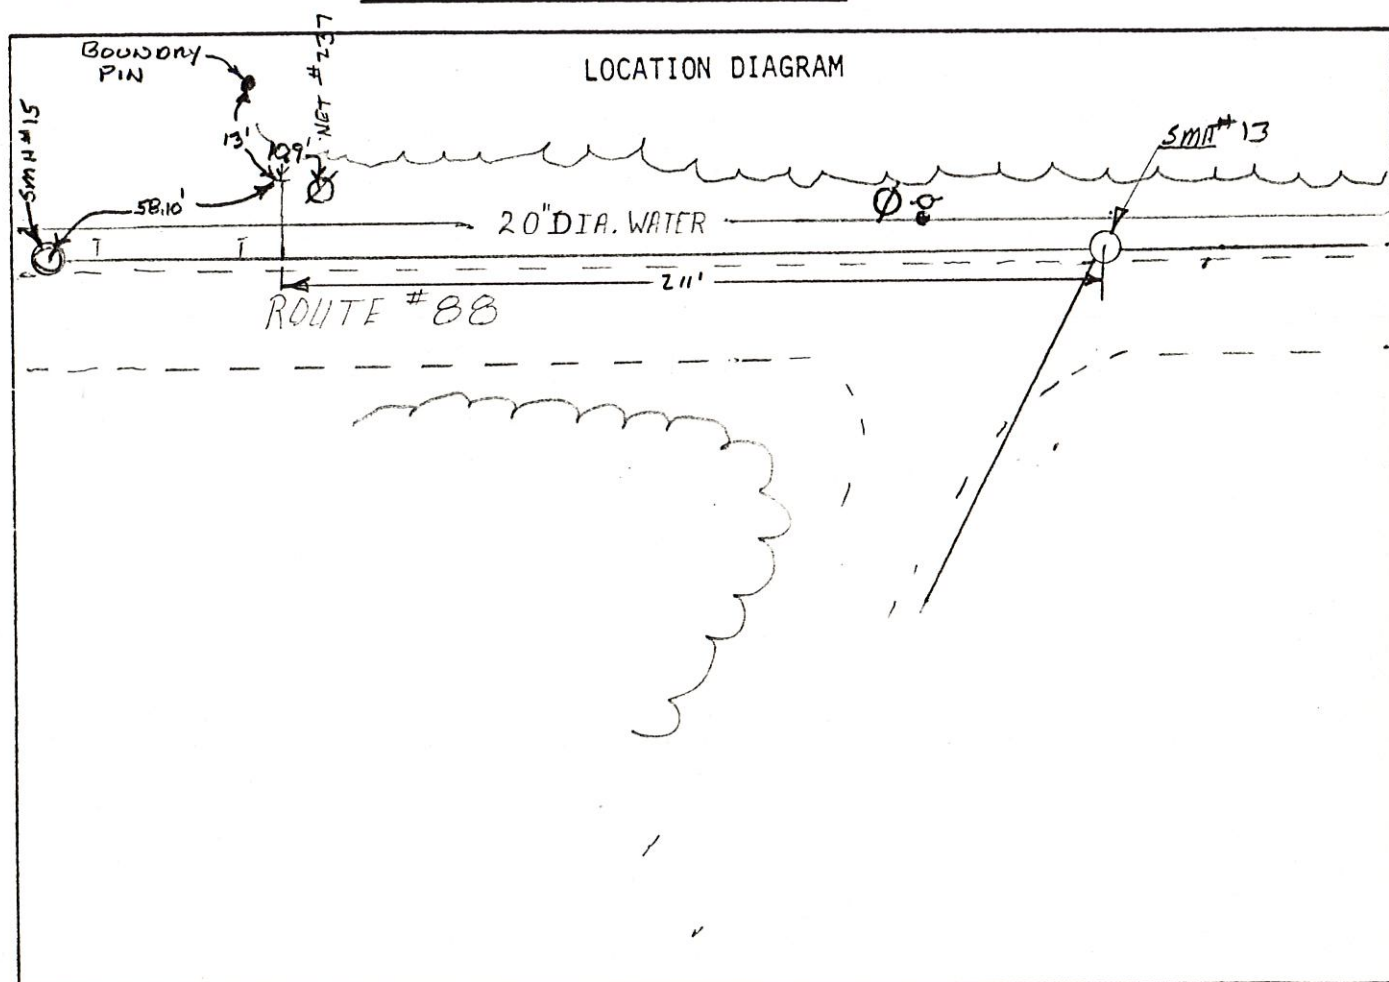 LOCATION DIAGRAM
BOUNDRY
PIN
NET #237
SMH #15
13'
10.9'
SMH #13
58.10'
20" DIA. WATER
T
T
211'
ROUTE #88